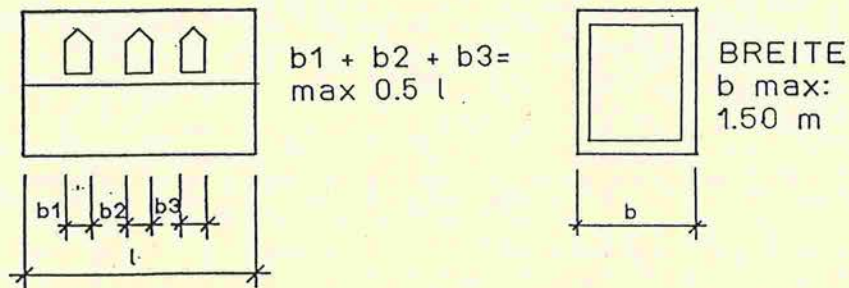 b1 + b2 + b3=
max 0.5 l
BREITE
b max:
1.50 m
b1 b2 b3
l
b